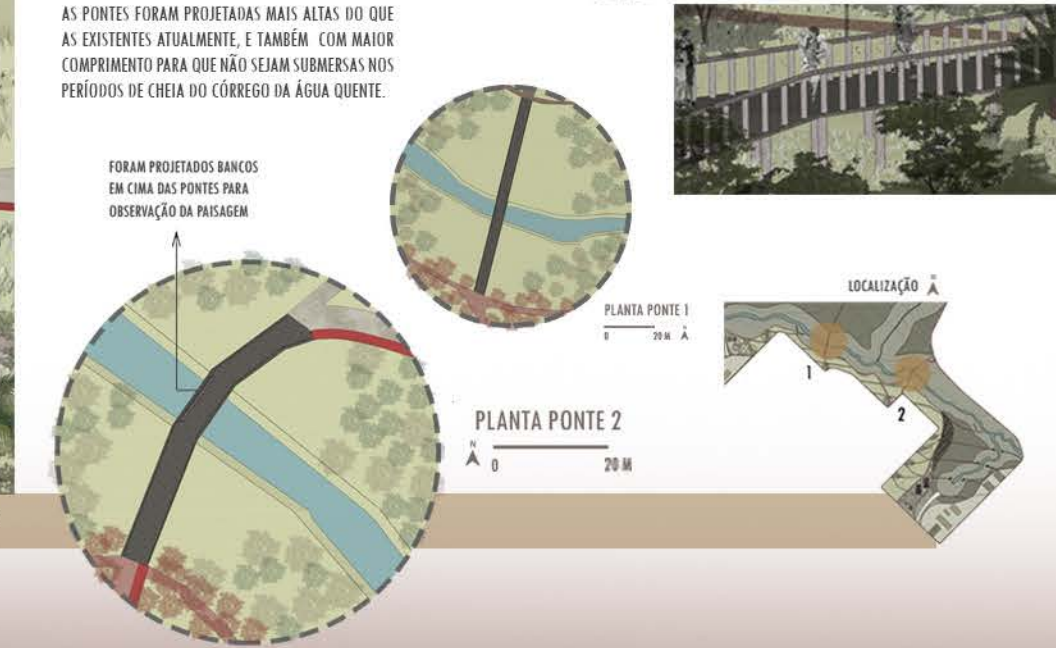 AS PONTES FORAM PROJETADAS MAIS ALTAS DO QUE
AS EXISTENTES ATUALMENTE, E TAMBÉM COM MAIOR
COMPRIMENTO PARA QUE NÃO SEJAM SUBMERSAS NOS
PERÍODOS DE CHEIA DO CÓRREGO DA ÁGUA QUENTE.
FORAM PROJETADOS BANCOS
EM CIMA DAS PONTES PARA
OBSERVAÇÃO DA PAISAGEM
PLANTA PONTE 1
0 20 M
LOCALIZAÇÃO
1
2
PLANTA PONTE 2
N
0 20 M